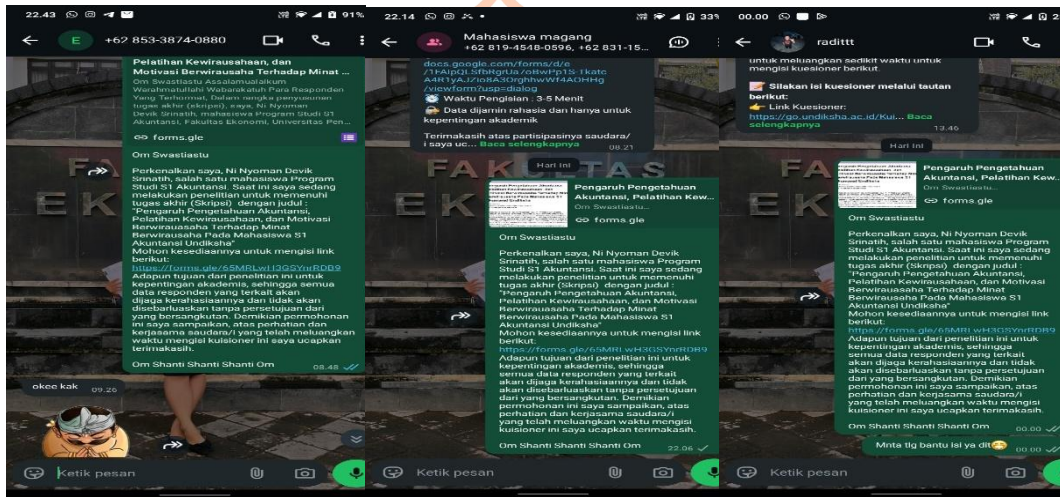 22.43
91%
E
+62 853-3874-0880
Pelatihan Kewirausahaan, dan
Motivasi Berwirausaha Terhadap Minat ...
Om Swastiastu Assalamualaikum
Warahmatullahi Wabarakatuh Para Responden
Yang Terhormat, Dalam rangka penyusunan
tugas akhir (skripsi), saya, Ni Nyoman
Devik Srinatih, mahasiswa Program Studi S1
Akuntansi, Fakultas Ekonomi, Universitas Pen...
forms.gle
Om Swastiastu
Perkenalkan saya, Ni Nyoman Devik
Srinatih, salah satu mahasiswa Program
Studi S1 Akuntansi. Saat ini saya sedang
melakukan penelitian untuk memenuhi
tugas akhir (Skripsi) dengan judul :
"Pengaruh Pengetahuan Akuntansi,
Pelatihan Kewirausahaan, dan Motivasi
Berwirausaha Terhadap Minat
Berwirausaha Pada Mahasiswa S1
Akuntansi Undiksha"
Mohon kesediaannya untuk mengisi link
berikut:
https://forms.gle/65MRLwH3GSYnrRDB9
Adapun tujuan dari penelitian ini untuk
kepentingan akademis, sehingga semua
data responden yang terkait akan
dijaga kerahasiaannya dan tidak akan
disebarluaskan tanpa persetujuan dari
yang bersangkutan. Demikian permohonan
ini saya sampaikan, atas perhatian dan
kerjasama saudara/i yang telah meluangkan
waktu mengisi kuisioner ini saya ucapkan
terimakasih.
Om Shanti Shanti Shanti Om
08.48
okee kak
09.26
Ketik pesan
22.14
33%
Mahasiswa magang
+62 819-4548-0596, +62 831-15...
docs.google.com/forms/d/e
/view form?usp=dialog
Waktu Pengisian : 3-5 Menit
Data dijamin rahasia dan hanya untuk
kepentingan akademik
Terimakasih atas partisipasinya saudara/
i saya uc... Baca selengkapnya
08.21
Hari Ini
Pengaruh Pengetahuan
Akuntansi, Pelatihan Kew...
Om Swastiastu...
forms.gle
Om Swastiastu
Perkenalkan saya, Ni Nyoman Devik
Srinatih, salah satu mahasiswa Program
Studi S1 Akuntansi. Saat ini saya sedang
melakukan penelitian untuk memenuhi
tugas akhir (Skripsi) dengan judul :
"Pengaruh Pengetahuan Akuntansi,
Pelatihan Kewirausahaan, dan Motivasi
Berwirausaha Terhadap Minat
Berwirausaha Pada Mahasiswa S1
Akuntansi Undiksha"
Mohon kesediaannya untuk mengisi link
berikut:
https://forms.gle/65MRLwH3GSYnrRDB9
Adapun tujuan dari penelitian ini untuk
kepentingan akademis, sehingga
semua data responden yang terkait
akan dijaga kerahasiaannya dan tidak
akan disebarluaskan tanpa persetujuan
dari yang bersangkutan. Demikian
permohonan ini saya sampaikan, atas
perhatian dan kerjasama saudara/i
yang telah meluangkan waktu mengisi
kuisioner ini saya ucapkan terimakasih.
Om Shanti Shanti Shanti Om
22.06
Ketik pesan
00.00
radittt
untuk meluangkan sedikit waktu untuk
mengisi kuesioner berikut.
Silakan isi kuesioner melalui tautan
berikut:
Link Kuesioner:
https://go.undiksha.ac.id/Kui... Baca
selengkapnya
13.46
Hari Ini
Pengaruh Pengetahuan
Akuntansi, Pelatihan Kew...
Om Swastiastu...
forms.gle
Om Swastiastu
Perkenalkan saya, Ni Nyoman Devik
Srinatih, salah satu mahasiswa Program
Studi S1 Akuntansi. Saat ini saya sedang
melakukan penelitian untuk memenuhi
tugas akhir (Skripsi) dengan judul :
"Pengaruh Pengetahuan Akuntansi,
Pelatihan Kewirausahaan, dan Motivasi
Berwirausaha Terhadap Minat
Berwirausaha Pada Mahasiswa S1
Akuntansi Undiksha"
Mohon kesediaannya untuk mengisi link
berikut:
https://forms.gle/65MRLwH3GSYnrRDB9
Adapun tujuan dari penelitian ini untuk
kepentingan akademis, sehingga
semua data responden yang terkait
akan dijaga kerahasiaannya dan tidak
akan disebarluaskan tanpa persetujuan
dari yang bersangkutan. Demikian
permohonan ini saya sampaikan, atas
perhatian dan kerjasama saudara/i
yang telah meluangkan waktu mengisi
kuisioner ini saya ucapkan terimakasih.
Om Shanti Shanti Shanti Om
00.00
Mnta tlg bantu isi ya dit
00.00
Ketik pesan